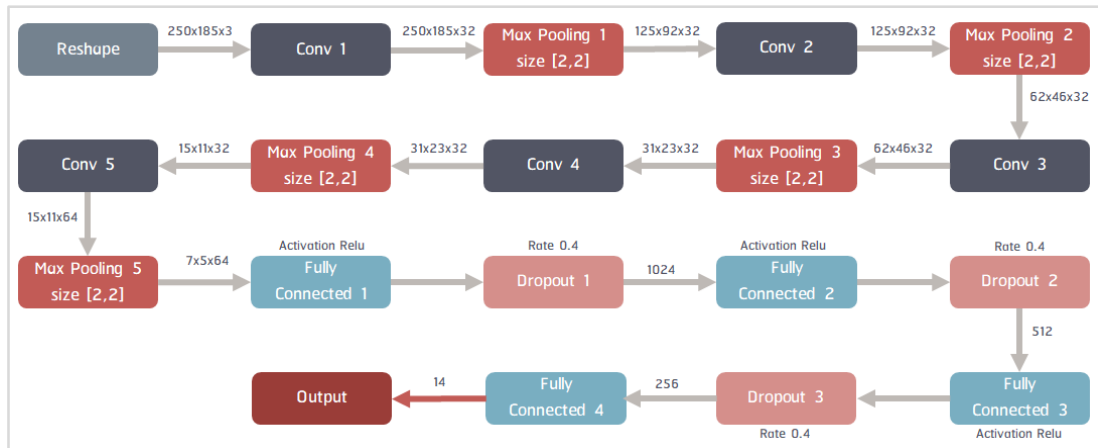 Reshape
250x185x3
Conv 1
250x185x32
Max Pooling 1
size [2,2]
125x92x32
Conv 2
125x92x32
Max Pooling 2
size [2,2]
62x46x32
Conv 3
62x46x32
Max Pooling 3
size [2,2]
31x23x32
Conv 4
31x23x32
Max Pooling 4
size [2,2]
15x11x32
Conv 5
15x11x64
Max Pooling 5
size [2,2]
7x5x64
Activation Relu
Fully
Connected 1
Rate 0.4
Dropout 1
1024
Activation Relu
Fully
Connected 2
Rate 0.4
Dropout 2
512
Fully
Connected 3
Activation Relu
Dropout 3
Rate 0.4
256
Fully
Connected 4
14
Output